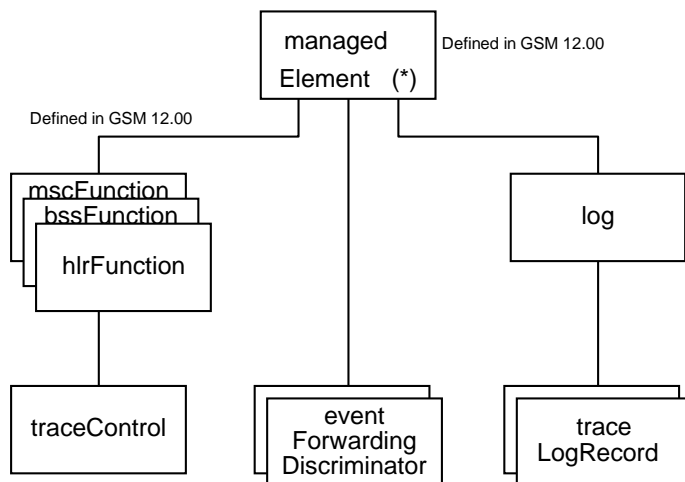 managed
Element (*)
Defined in GSM 12.00
Defined in GSM 12.00
mscFunction
bssFunction
hlrFunction
log
traceControl
event
Forwarding
Discriminator
trace
LogRecord